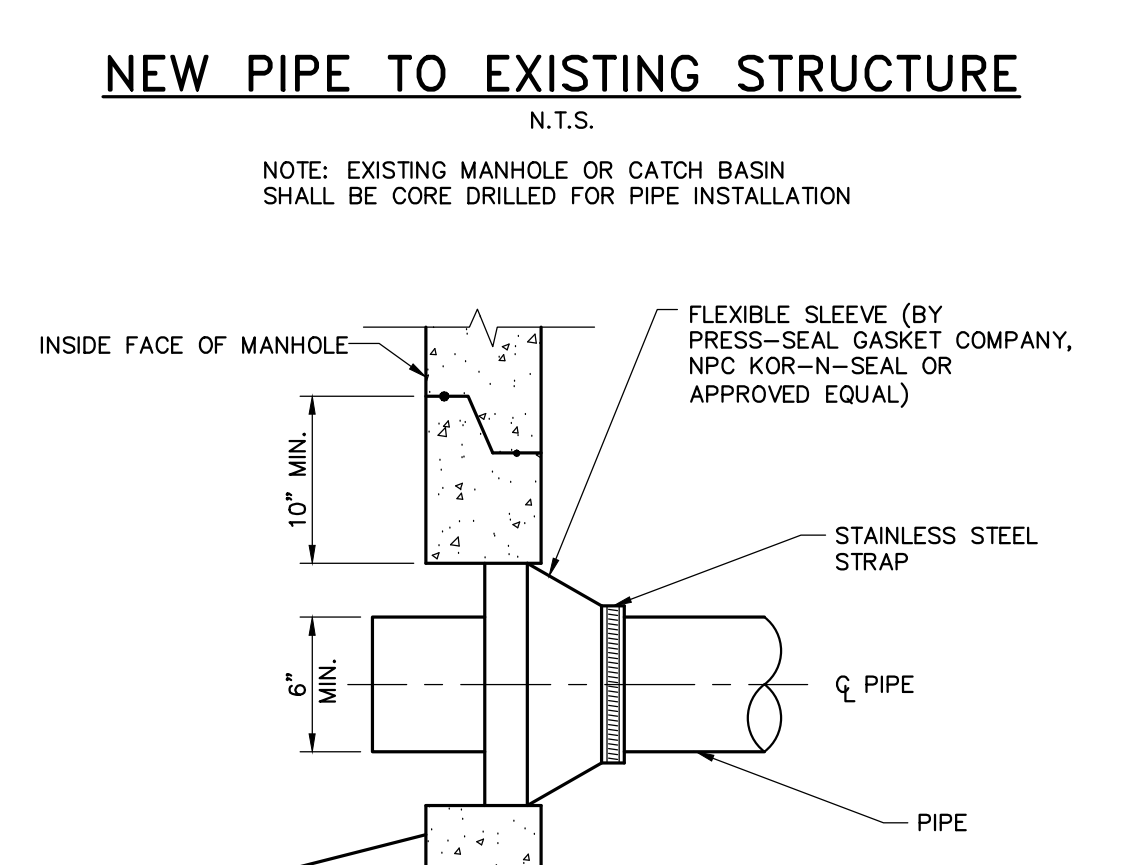 NEW PIPE TO EXISTING STRUCTURE
N.T.S.
NOTE: EXISTING MANHOLE OR CATCH BASIN
SHALL BE CORE DRILLED FOR PIPE INSTALLATION
INSIDE FACE OF MANHOLE
FLEXIBLE SLEEVE (BY
PRESS-SEAL GASKET COMPANY,
NPC KOR-N-SEAL OR
APPROVED EQUAL)
10" MIN.
STAINLESS STEEL
STRAP
6"
MIN.
℄ PIPE
PIPE